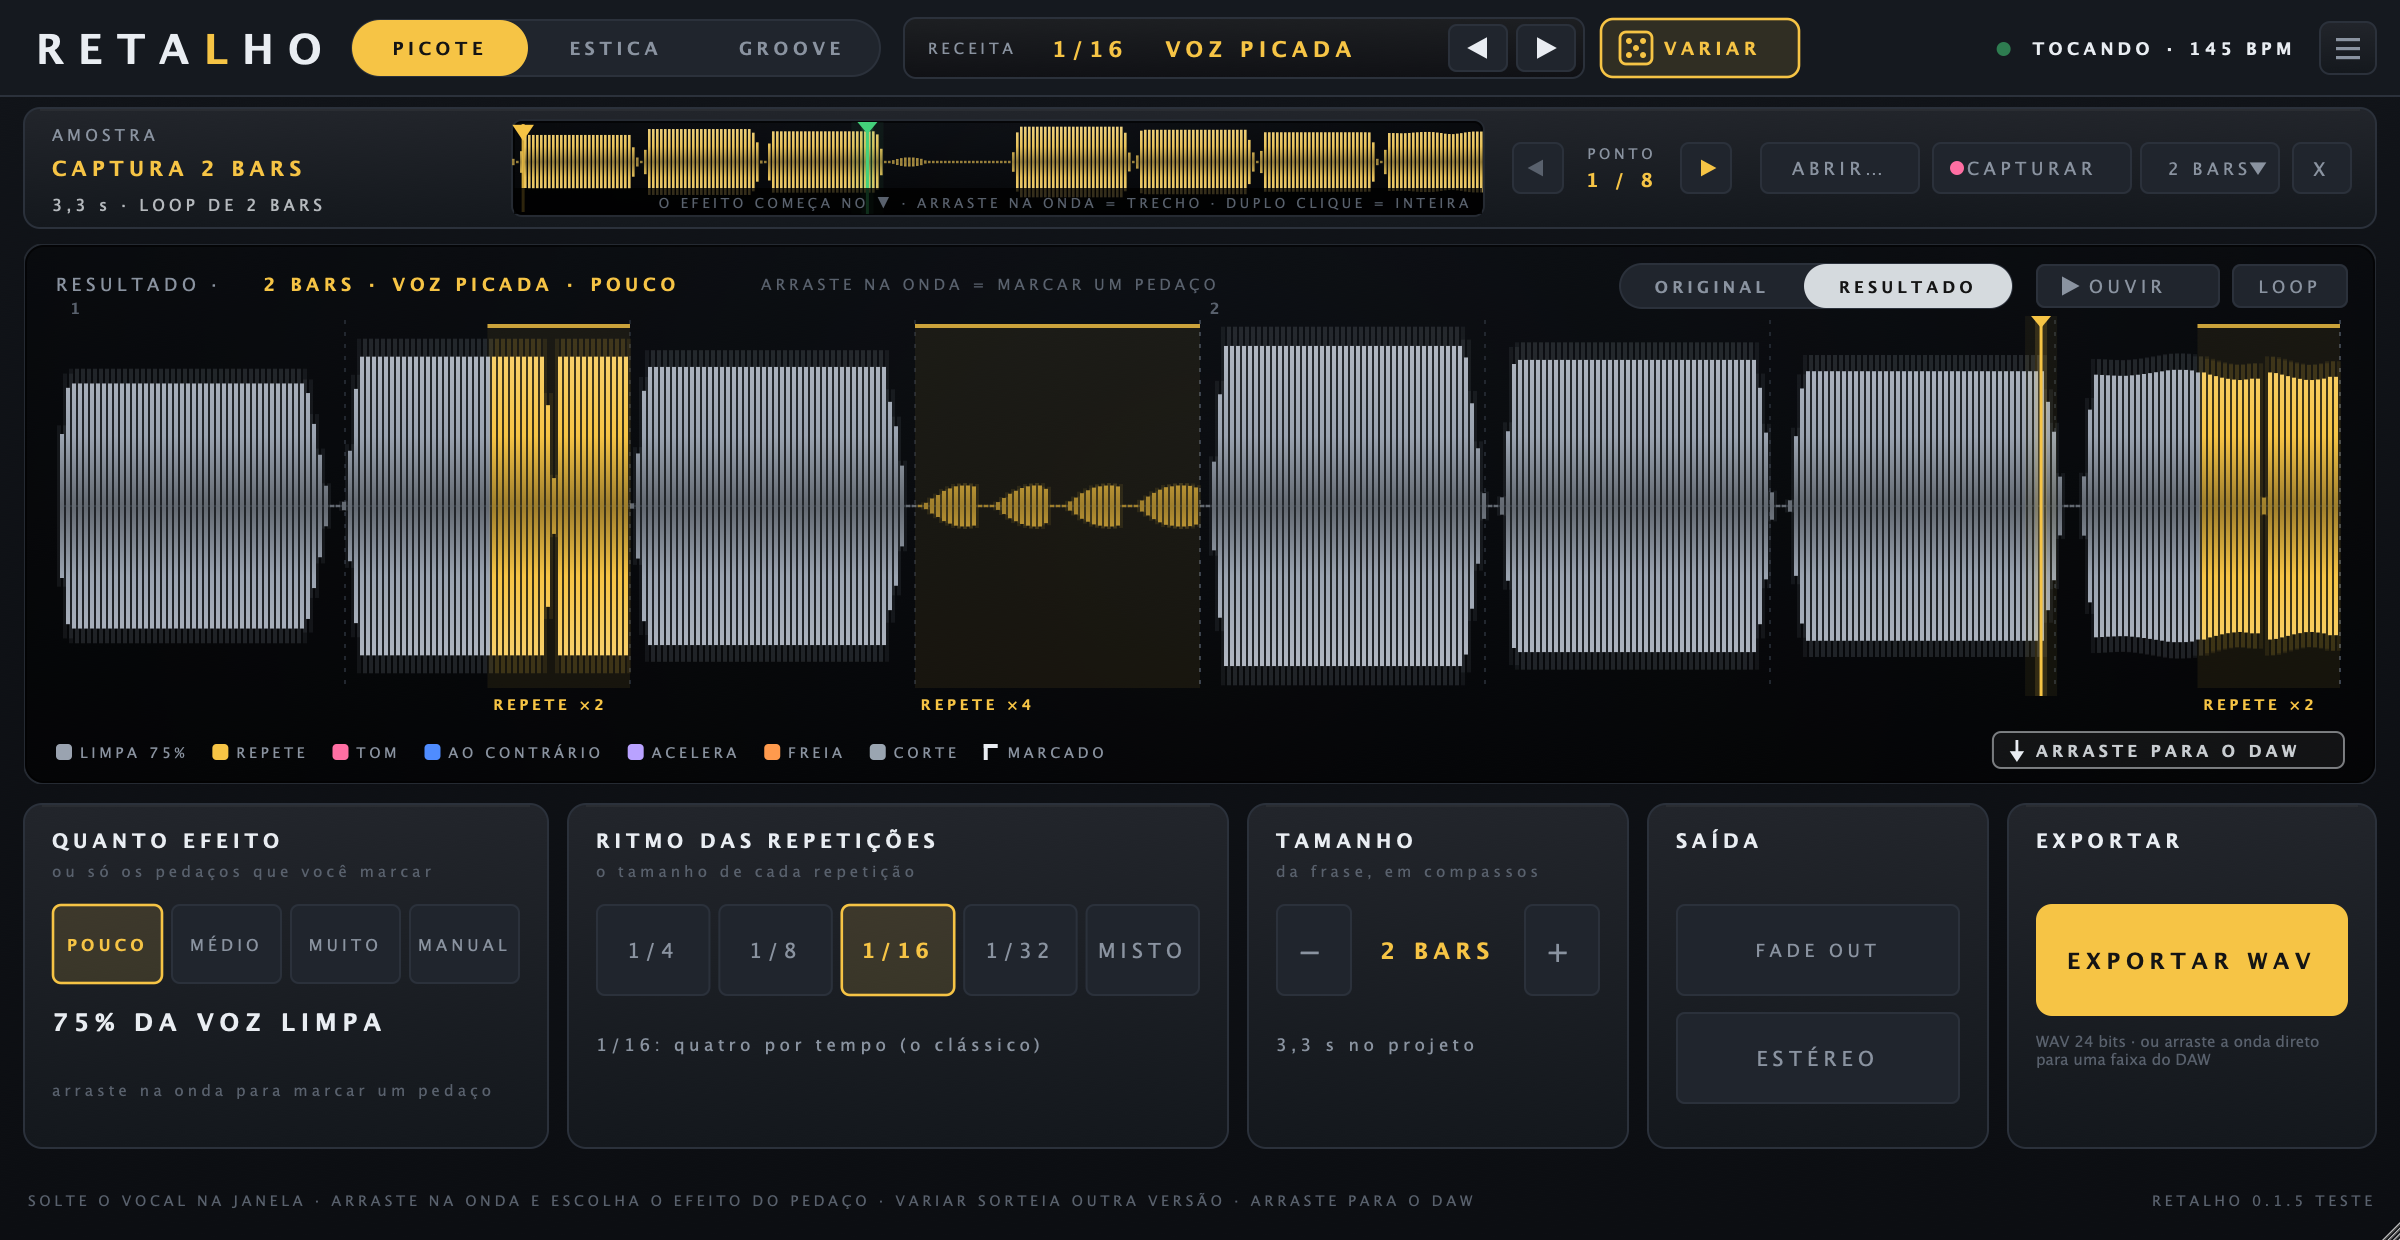 RETALHO
PICOTE ESTICA GROOVE
RECEITA 1/16 VOZ PICADA
VARIAR
TOCANDO · 145 BPM
AMOSTRA
CAPTURA 2 BARS
3,3 s · LOOP DE 2 BARS
O EFEITO COMEÇA NO ▼ · ARRASTE NA ONDA = TRECHO · DUPLO CLIQUE = INTEIRA
PONTO
1 / 8
ABRIR...
CAPTURAR
2 BARS▼
X
RESULTADO · 2 BARS · VOZ PICADA · POUCO
ARRASTE NA ONDA = MARCAR UM PEDAÇO
ORIGINAL RESULTADO
OUVIR
LOOP
1
2
REPETE ×2
REPETE ×4
REPETE ×2
LIMPA 75% REPETE TOM AO CONTRÁRIO ACELERA FREIA CORTE MARCADO
ARRASTE PARA O DAW
QUANTO EFEITO
ou só os pedaços que você marcar
POUCO MÉDIO MUITO MANUAL
75% DA VOZ LIMPA
arraste na onda para marcar um pedaço
RITMO DAS REPETIÇÕES
o tamanho de cada repetição
1/4 1/8 1/16 1/32 MISTO
1/16: quatro por tempo (o clássico)
TAMANHO
da frase, em compassos
− 2 BARS +
3,3 s no projeto
SAÍDA
FADE OUT
ESTÉREO
EXPORTAR
EXPORTAR WAV
WAV 24 bits · ou arraste a onda direto
para uma faixa do DAW
SOLTE O VOCAL NA JANELA · ARRASTE NA ONDA E ESCOLHA O EFEITO DO PEDAÇO · VARIAR SORTEIA OUTRA VERSÃO · ARRASTE PARA O DAW
RETALHO 0.1.5 TESTE